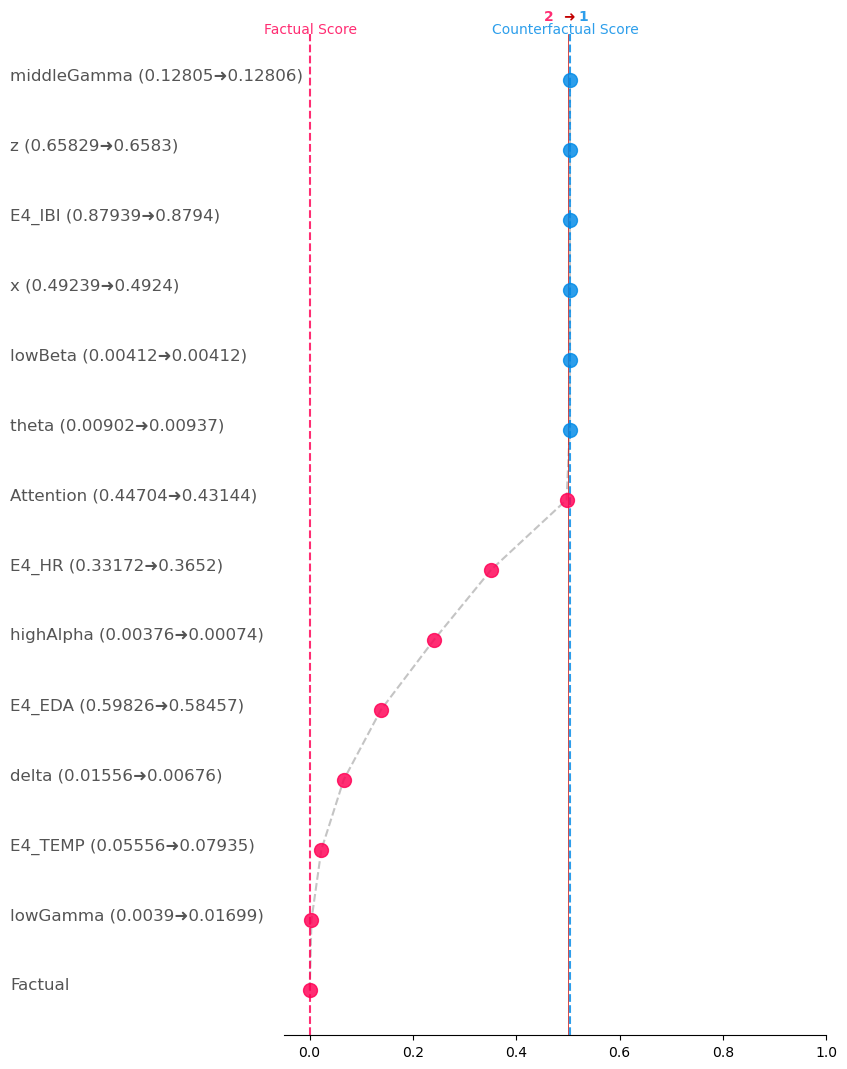 2 ➜ 1
Factual Score Counterfactual Score
middleGamma (0.12805➜0.12806)
z (0.65829➜0.6583)
E4_IBI (0.87939➜0.8794)
x (0.49239➜0.4924)
lowBeta (0.00412➜0.00412)
theta (0.00902➜0.00937)
Attention (0.44704➜0.43144)
E4_HR (0.33172➜0.3652)
highAlpha (0.00376➜0.00074)
E4_EDA (0.59826➜0.58457)
delta (0.01556➜0.00676)
E4_TEMP (0.05556➜0.07935)
lowGamma (0.0039➜0.01699)
Factual
0.0 0.2 0.4 0.6 0.8 1.0